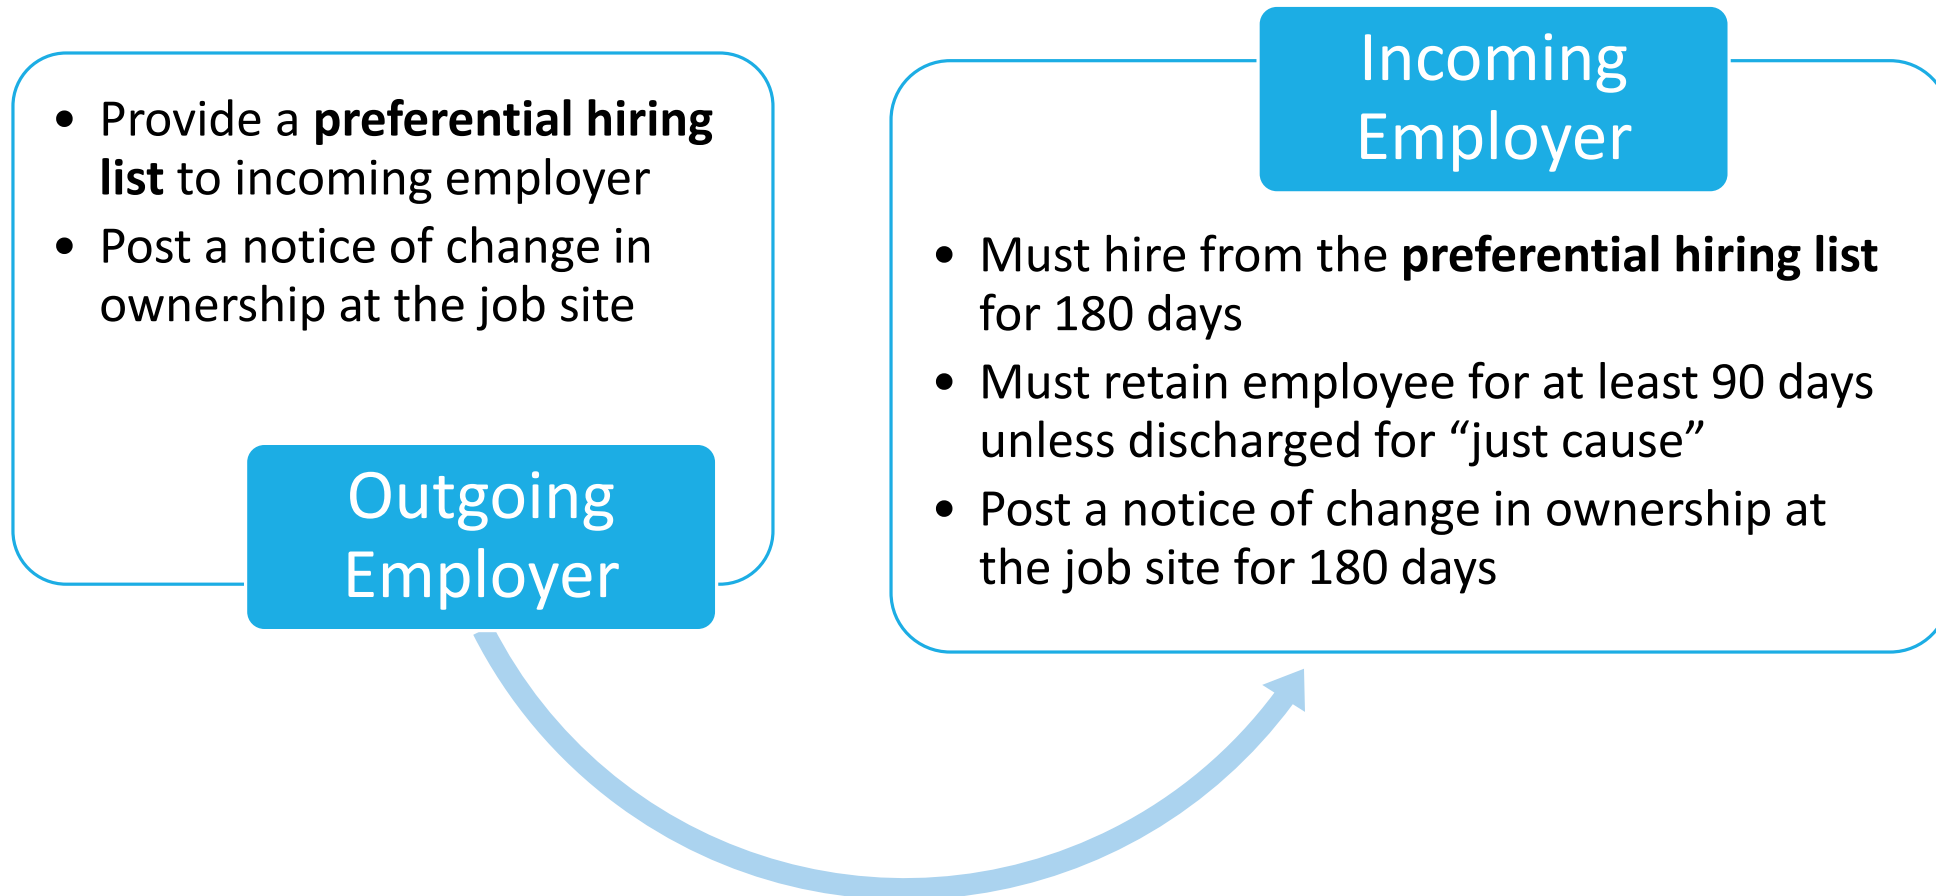 • Provide a preferential hiring
list to incoming employer
• Post a notice of change in
ownership at the job site
Outgoing
Employer
Incoming
Employer
• Must hire from the preferential hiring list
for 180 days
• Must retain employee for at least 90 days
unless discharged for “just cause”
• Post a notice of change in ownership at
the job site for 180 days